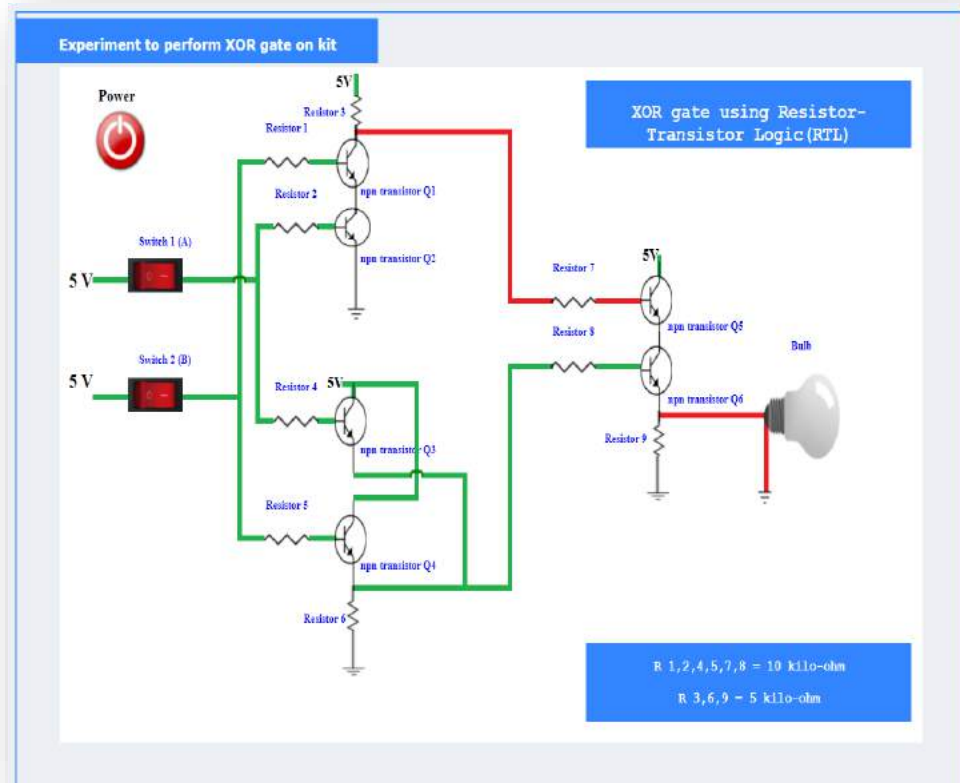 Experiment to perform XOR gate on kit
Power
5V
Resistor 3
Resistor 1
npn transistor Q1
Resistor 2
npn transistor Q2
XOR gate using Resistor-
Transistor Logic(RTL)
Switch 1 (A)
5 V
Switch 2 (B)
5 V
Resistor 4
5V
npn transistor Q3
Resistor 5
npn transistor Q4
Resistor 6
Resistor 7
5V
npn transistor Q5
Resistor 8
npn transistor Q6
Resistor 9
Bulb
R 1,2,4,5,7,8 = 10 kilo-ohm
R 3,6,9 = 5 kilo-ohm